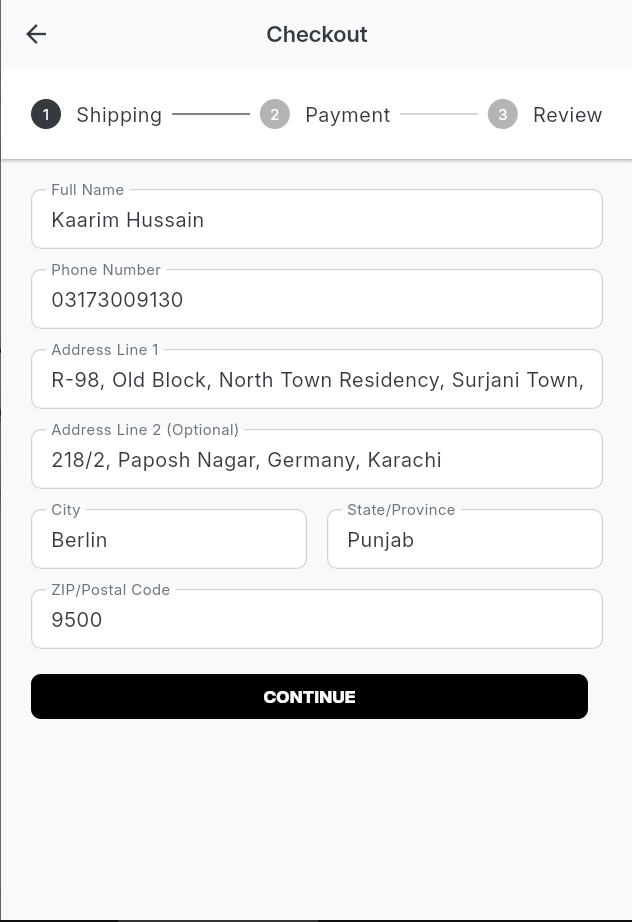 Checkout
1 Shipping 2 Payment 3 Review
Full Name
Kaarim Hussain
Phone Number
03173009130
Address Line 1
R-98, Old Block, North Town Residency, Surjani Town,
Address Line 2 (Optional)
218/2, Paposh Nagar, Germany, Karachi
City State/Province
Berlin Punjab
ZIP/Postal Code
9500
CONTINUE